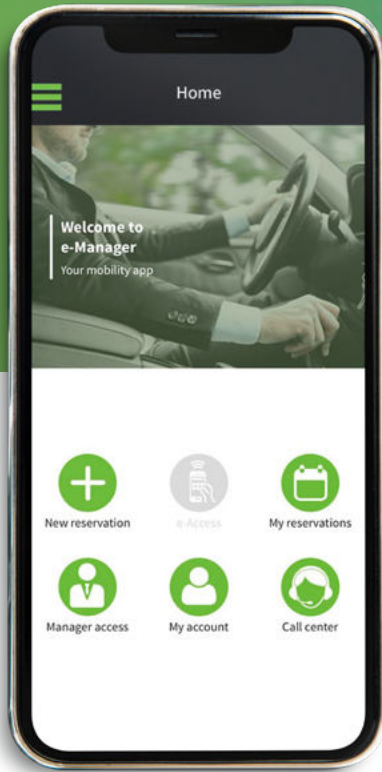 Home
Welcome to
e-Manager
Your mobility app
New reservation
e-Access
My reservations
Manager access
My account
Call center